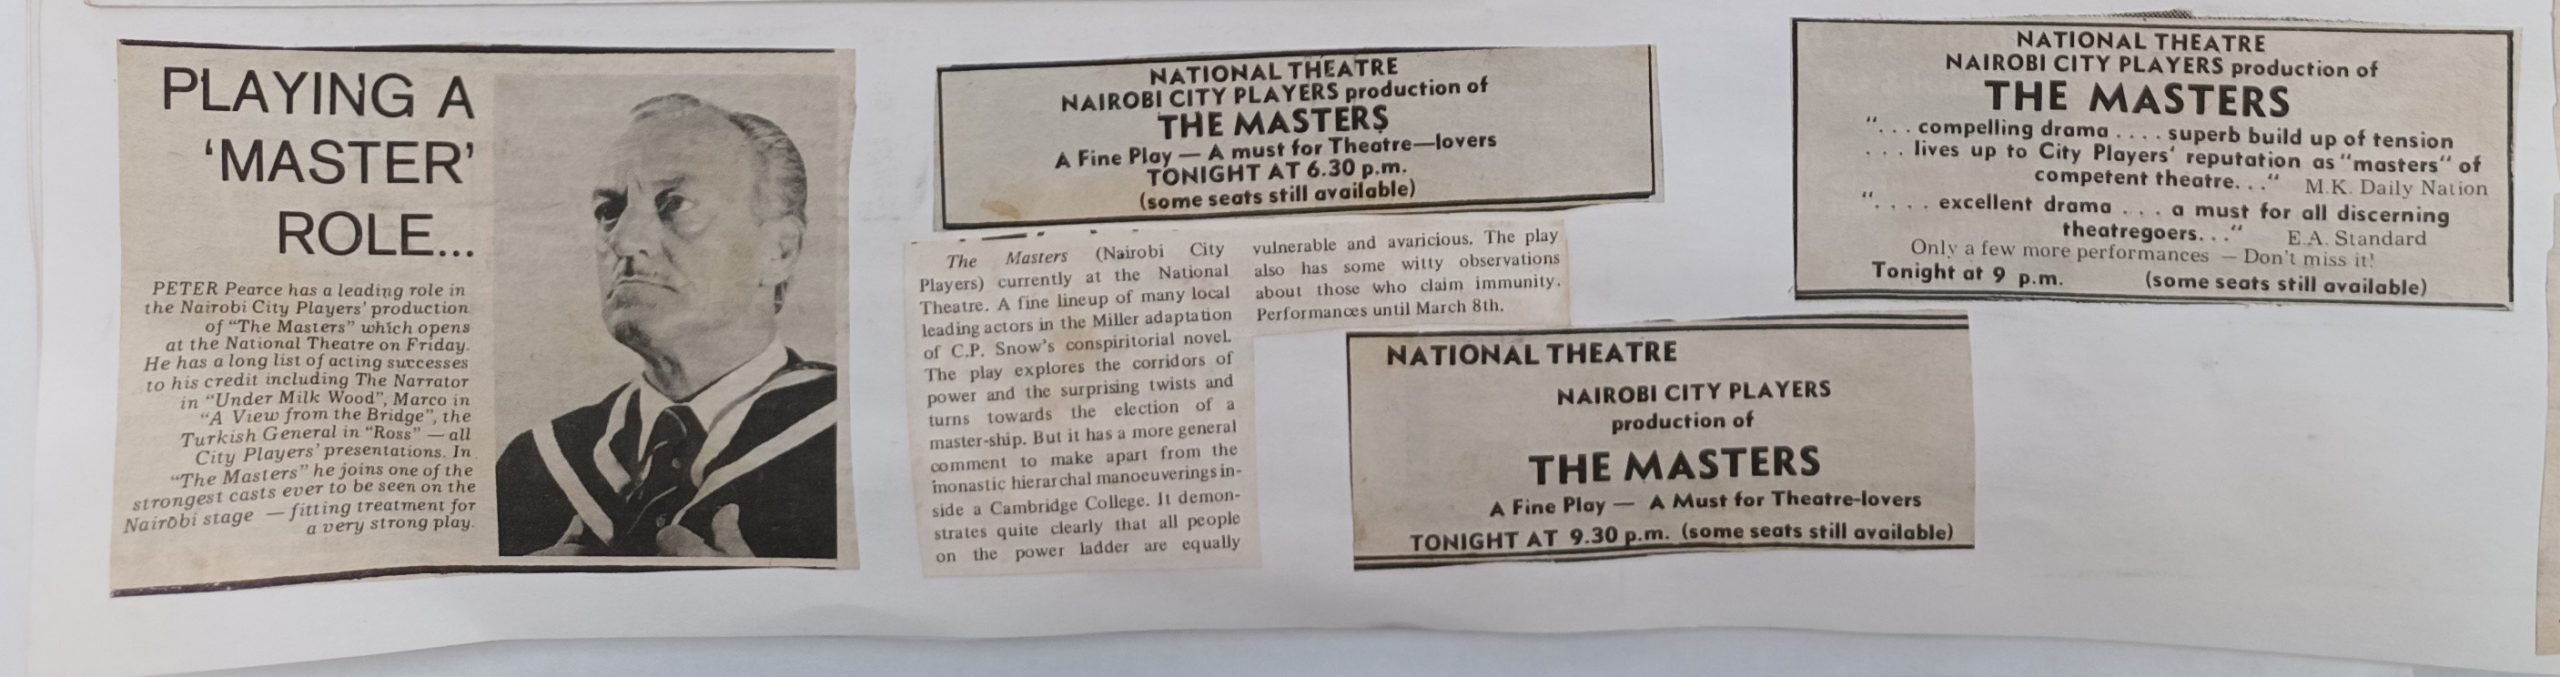 PLAYING A
‘MASTER’
ROLE...
PETER Pearce has a leading role in
the Nairobi City Players’ production
of “The Masters” which opens
at the National Theatre on Friday.
He has a long list of acting successes
to his credit including The Narrator
in “Under Milk Wood”, Marco in
“A View from the Bridge”, the
Turkish General in “Ross” — all
City Players’ presentations. In
“The Masters” he joins one of the
strongest casts ever to be seen on the
Nairobi stage — fitting treatment for
a very strong play.
NATIONAL THEATRE
NAIROBI CITY PLAYERS production of
THE MASTERS
A Fine Play — A must for Theatre—lovers
TONIGHT AT 6.30 p.m.
(some seats still available)
The Masters (Nairobi City
Players) currently at the National
Theatre. A fine lineup of many local
leading actors in the Miller adaptation
of C.P. Snow’s conspiritorial novel.
The play explores the corridors of
power and the surprising twists and
turns towards the election of a
master-ship. But it has a more general
comment to make apart from the
monastic hierarchal manoeuverings in-
side a Cambridge College. It demon-
strates quite clearly that all people
on the power ladder are equally
vulnerable and avaricious. The play
also has some witty observations
about those who claim immunity.
Performances until March 8th.
NATIONAL THEATRE
NAIROBI CITY PLAYERS
production of
THE MASTERS
A Fine Play — A Must for Theatre-lovers
TONIGHT AT 9.30 p.m. (some seats still available)
NATIONAL THEATRE
NAIROBI CITY PLAYERS production of
THE MASTERS
“. . . compelling drama . . . . superb build up of tension
. . . lives up to City Players’ reputation as “masters” of
competent theatre. . .” M.K. Daily Nation
“. . . . excellent drama . . . a must for all discerning
theatregoers. . .” E.A. Standard
Only a few more performances — Don’t miss it!
Tonight at 9 p.m. (some seats still available)